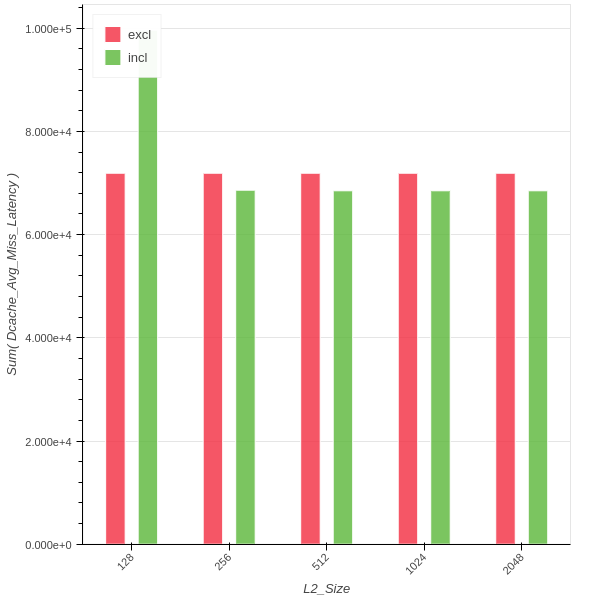 1.000e+5
8.000e+4
6.000e+4
4.000e+4
2.000e+4
0.000e+0
Sum( Dcache_Avg_Miss_Latency )
excl
incl
128
256
512
1024
2048
L2_Size